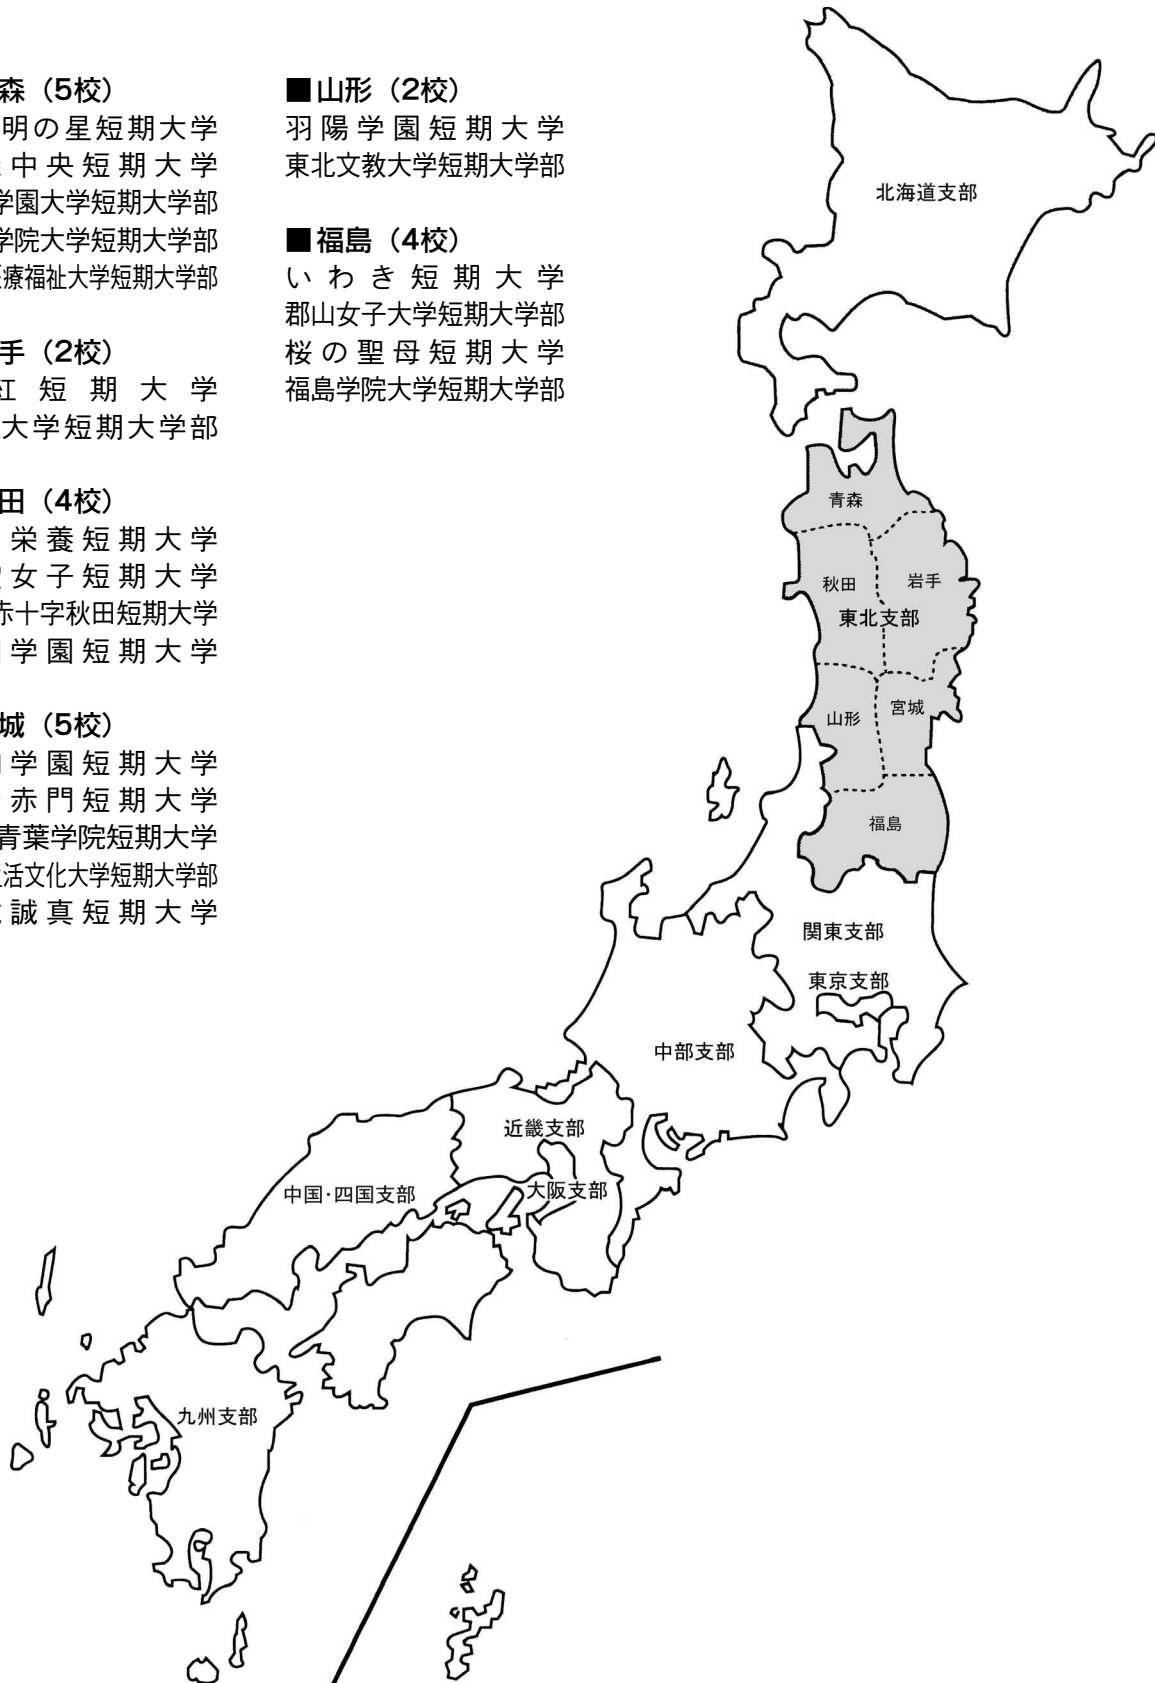 森（5校）
明の星短期大学
中央短期大学
学園大学短期大学部
学院大学短期大学部
療福祉大学短期大学部
手（2校）
紅短期大学
大学短期大学部
田（4校）
栄養短期大学
女子短期大学
赤十字秋田短期大学
学園短期大学
城（5校）
学園短期大学
赤門短期大学
青葉学院短期大学
活文化大学短期大学部
誠真短期大学
■山形（2校）
羽陽学園短期大学
東北文教大学短期大学部
■福島（4校）
いわき短期大学
郡山女子大学短期大学部
桜の聖母短期大学
福島学院大学短期大学部
北海道支部
青森
秋田
岩手
東北支部
山形
宮城
福島
関東支部
東京支部
中部支部
近畿支部
大阪支部
中国・四国支部
九州支部